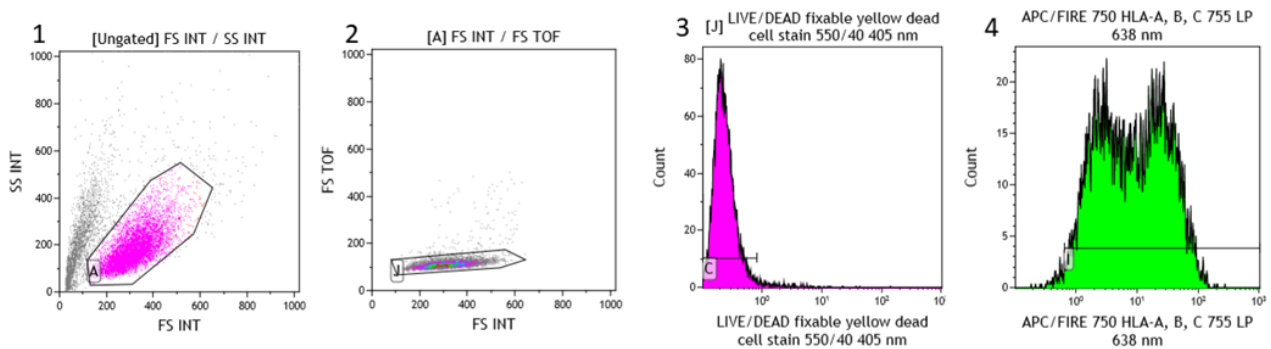 1
[Ungated] FS INT / SS INT
1000
800
600
400
200
0
SS INT
A
0 200 400 600 800 1000
FS INT
2
[A] FS INT / FS TOF
1000
800
600
400
200
0
FS TOF
J
0 200 400 600 800 1000
FS INT
3
[J] LIVE/DEAD fixable yellow dead
cell stain 550/40 405 nm
80
60
40
20
0
Count
C
10⁰ 10¹ 10² 10³
LIVE/DEAD fixable yellow dead
cell stain 550/40 405 nm
4
APC/FIRE 750 HLA-A, B, C 755 LP
638 nm
20
15
10
5
0
Count
10⁰ 10¹ 10² 10³
APC/FIRE 750 HLA-A, B, C 755 LP
638 nm